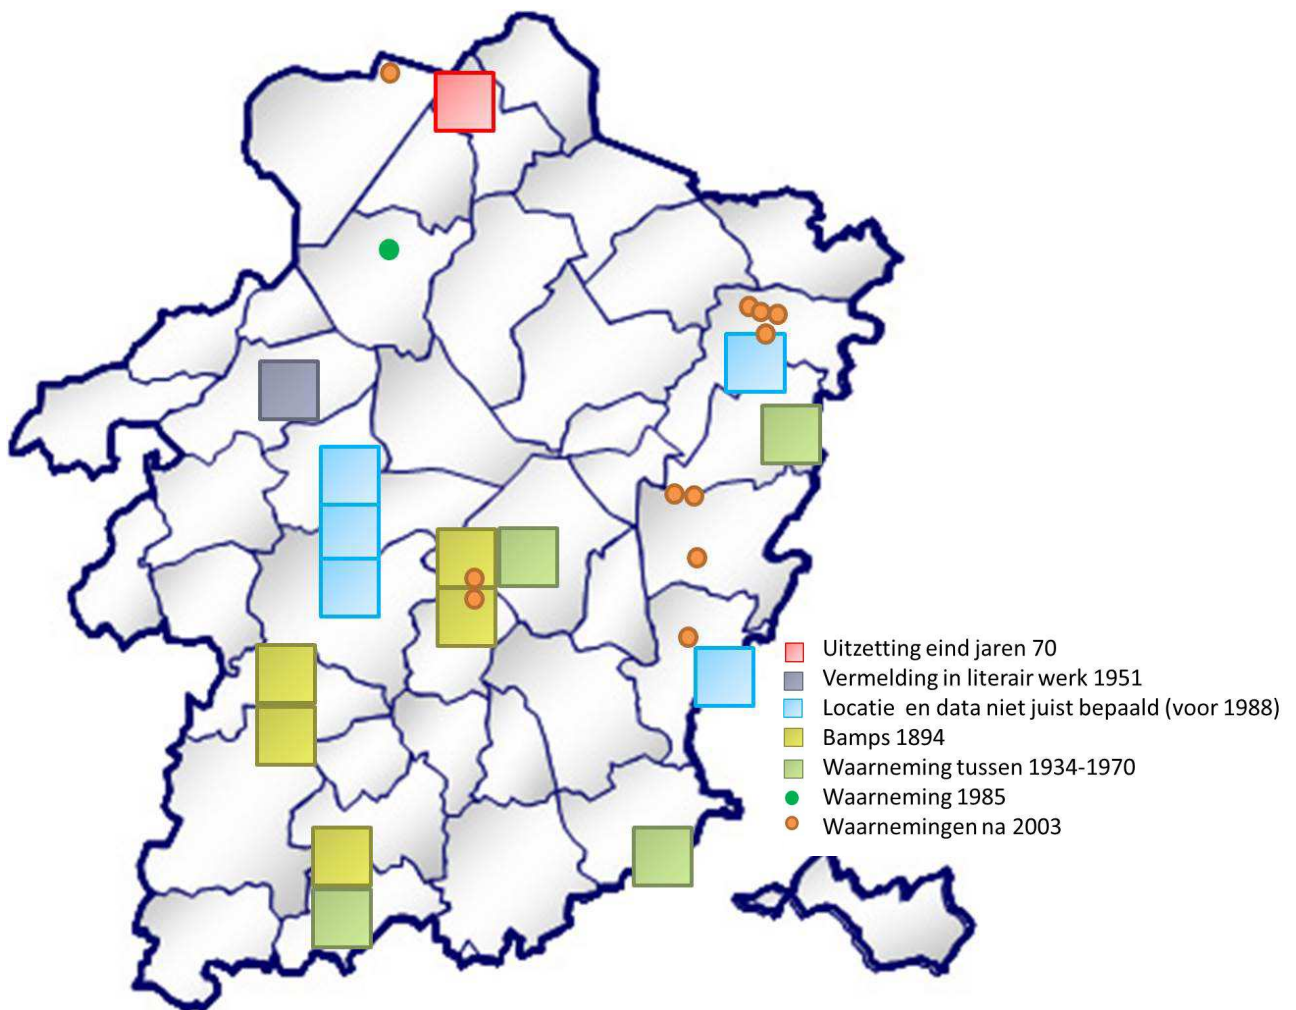 Uitzetting eind jaren 70
Vermelding in literair werk 1951
Locatie en data niet juist bepaald (voor 1988)
Bamps 1894
Waarneming tussen 1934-1970
Waarneming 1985
Waarnemingen na 2003